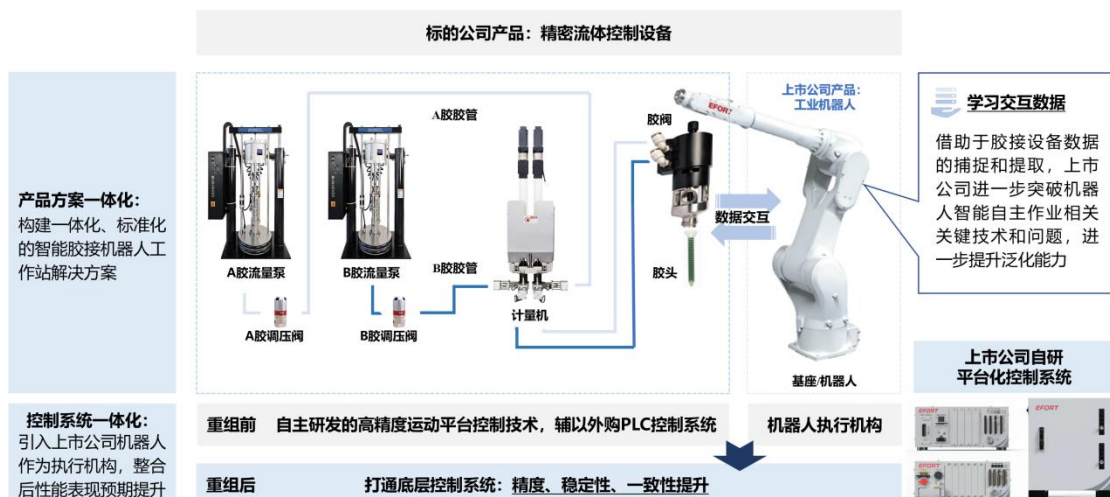 标的公司产品：精密流体控制设备
产品方案一体化：
构建一体化、标准化
的智能胶接机器人工
作站解决方案
A胶胶管
A胶流量泵
B胶流量泵
B胶胶管
A胶调压阀
B胶调压阀
计量机
胶阀
胶头
数据交互
上市公司产品：
工业机器人
EFORT
基座/机器人
学习交互数据
借助于胶接设备数据
的捕捉和提取，上市
公司进一步突破机器
人智能自主作业相关
关键技术和问题，进
一步提升泛化能力
上市公司自研
平台化控制系统
EFORT
EFORT
EFORT
控制系统一体化：
引入上市公司机器人
作为执行机构，整合
后性能表现预期提升
重组前
自主研发的高精度运动平台控制技术，辅以外购PLC控制系统
机器人执行机构
重组后
打通底层控制系统：精度、稳定性、一致性提升